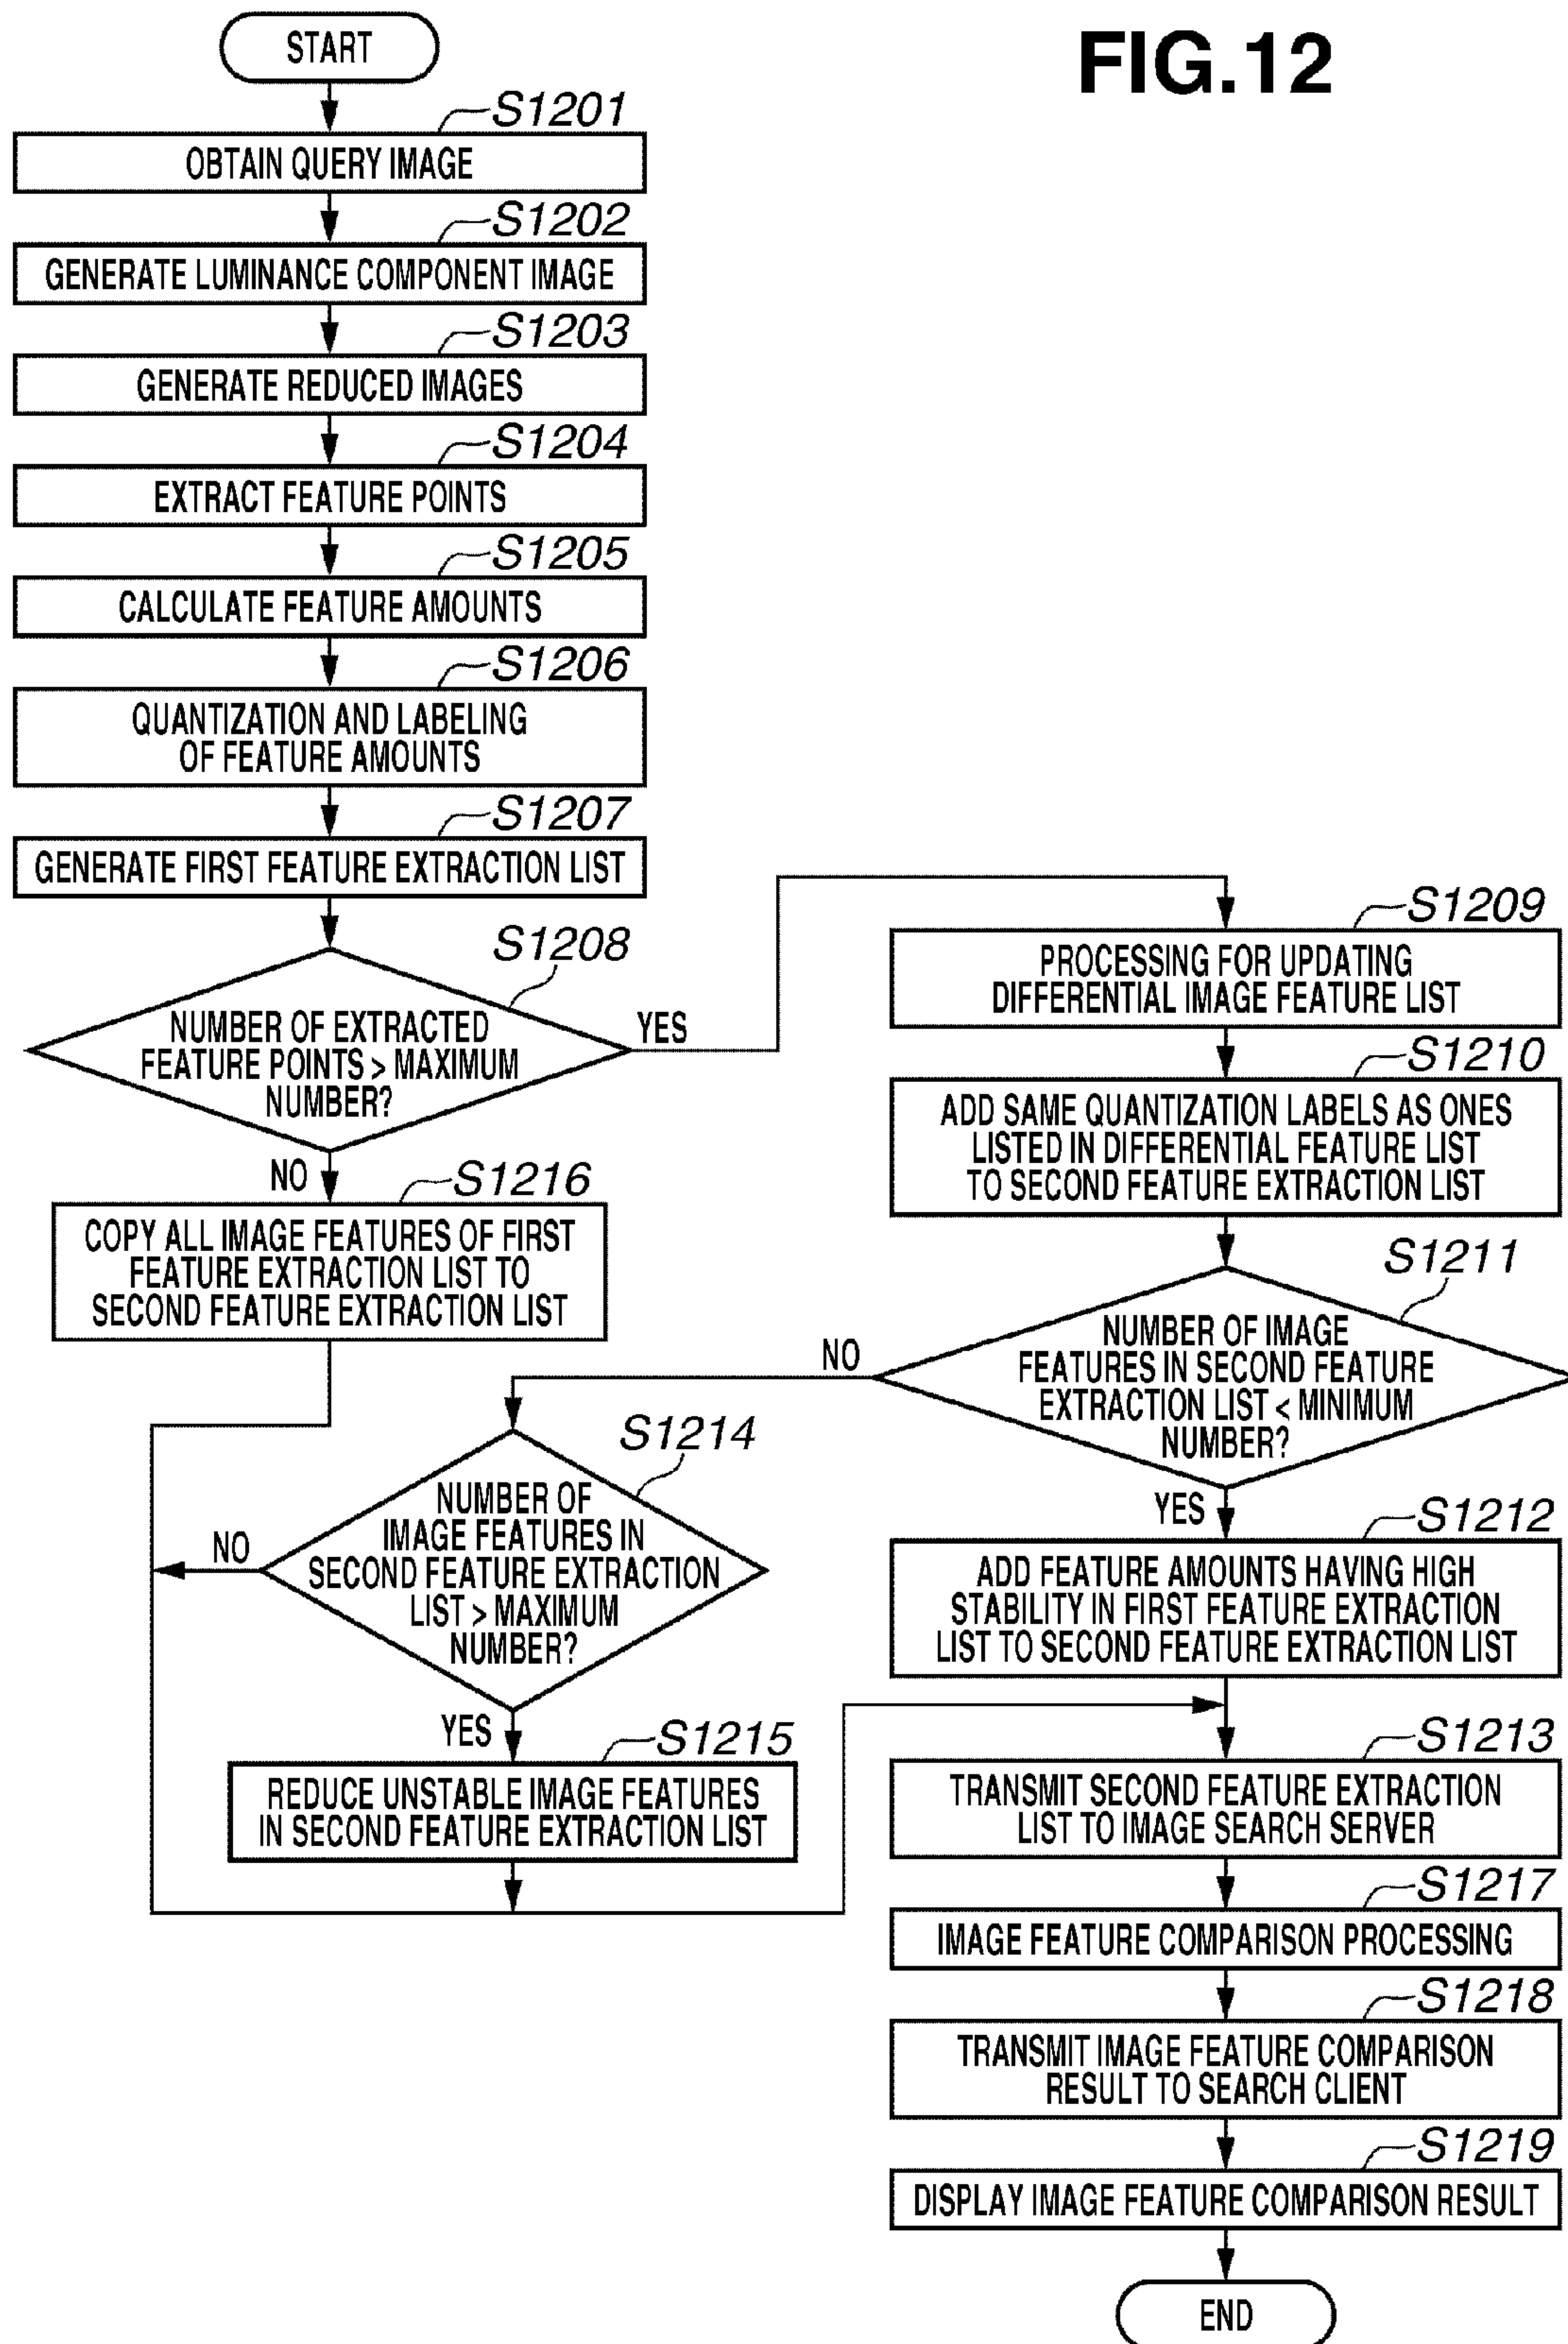 FIG.12
START
S1201
OBTAIN QUERY IMAGE
S1202
GENERATE LUMINANCE COMPONENT IMAGE
S1203
GENERATE REDUCED IMAGES
S1204
EXTRACT FEATURE POINTS
S1205
CALCULATE FEATURE AMOUNTS
S1206
QUANTIZATION AND LABELING
OF FEATURE AMOUNTS
S1207
GENERATE FIRST FEATURE EXTRACTION LIST
S1208
NUMBER OF EXTRACTED
FEATURE POINTS > MAXIMUM
NUMBER?
YES
NO
S1216
COPY ALL IMAGE FEATURES OF FIRST
FEATURE EXTRACTION LIST TO
SECOND FEATURE EXTRACTION LIST
S1209
PROCESSING FOR UPDATING
DIFFERENTIAL IMAGE FEATURE LIST
S1210
ADD SAME QUANTIZATION LABELS AS ONES
LISTED IN DIFFERENTIAL FEATURE LIST
TO SECOND FEATURE EXTRACTION LIST
S1211
NUMBER OF IMAGE
FEATURES IN SECOND FEATURE
EXTRACTION LIST < MINIMUM
NUMBER?
NO
YES
S1214
NUMBER OF
IMAGE FEATURES IN
SECOND FEATURE EXTRACTION
LIST > MAXIMUM
NUMBER?
NO
YES
S1215
REDUCE UNSTABLE IMAGE FEATURES
IN SECOND FEATURE EXTRACTION LIST
S1212
ADD FEATURE AMOUNTS HAVING HIGH
STABILITY IN FIRST FEATURE EXTRACTION
LIST TO SECOND FEATURE EXTRACTION LIST
S1213
TRANSMIT SECOND FEATURE EXTRACTION
LIST TO IMAGE SEARCH SERVER
S1217
IMAGE FEATURE COMPARISON PROCESSING
S1218
TRANSMIT IMAGE FEATURE COMPARISON
RESULT TO SEARCH CLIENT
S1219
DISPLAY IMAGE FEATURE COMPARISON RESULT
END